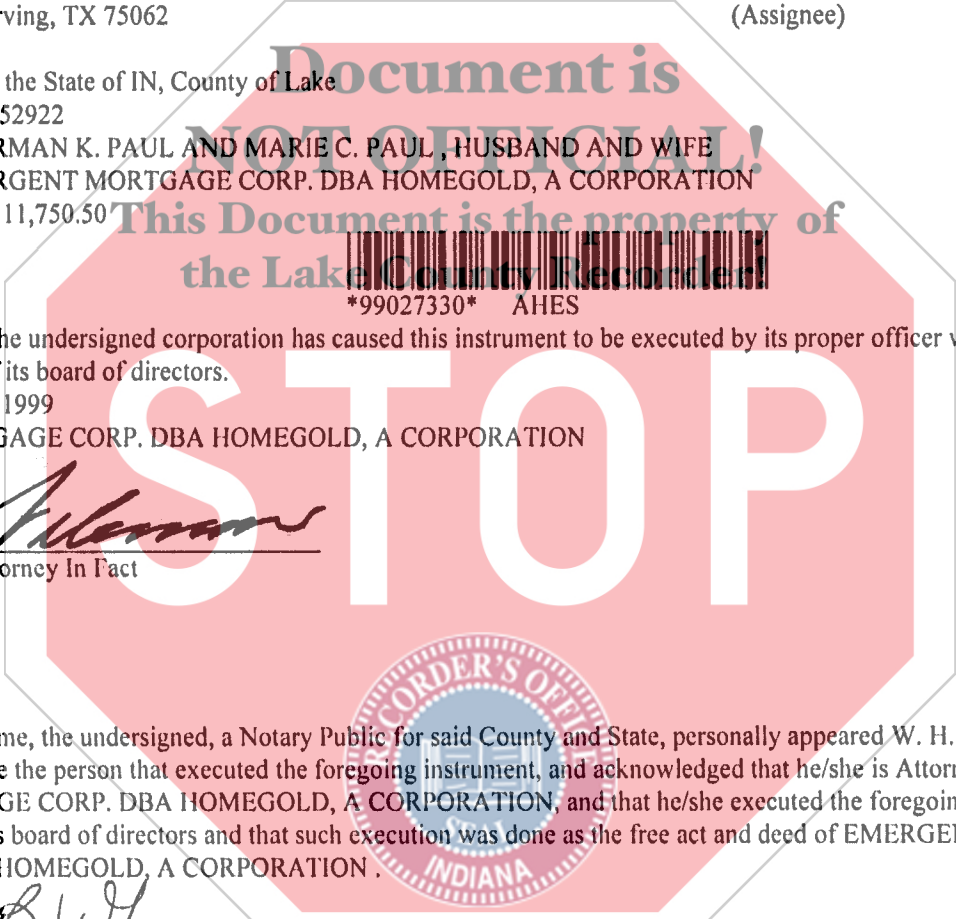 rving, TX 75062 (Assignee)
the State of IN, County of Lake
Document is
52922
NOT OFFICIAL!
RMAN K. PAUL AND MARIE C. PAUL , HUSBAND AND WIFE
RGENT MORTGAGE CORP. DBA HOMEGOLD, A CORPORATION
11,750.50
This Document is the property of
the Lake County Recorder!
*99027330* AHES
he undersigned corporation has caused this instrument to be executed by its proper officer
its board of directors.
1999
GAGE CORP. DBA HOMEGOLD, A CORPORATION
STOP
orney In Fact
RECORDER'S OFFICE
me, the undersigned, a Notary Public for said County and State, personally appeared W. H.
e the person that executed the foregoing instrument, and acknowledged that he/she is Attorn
GE CORP. DBA HOMEGOLD, A CORPORATION, and that he/she executed the foregoin
s board of directors and that such execution was done as the free act and deed of EMERGE
HOMEGOLD, A CORPORATION .
SEAL
INDIANA